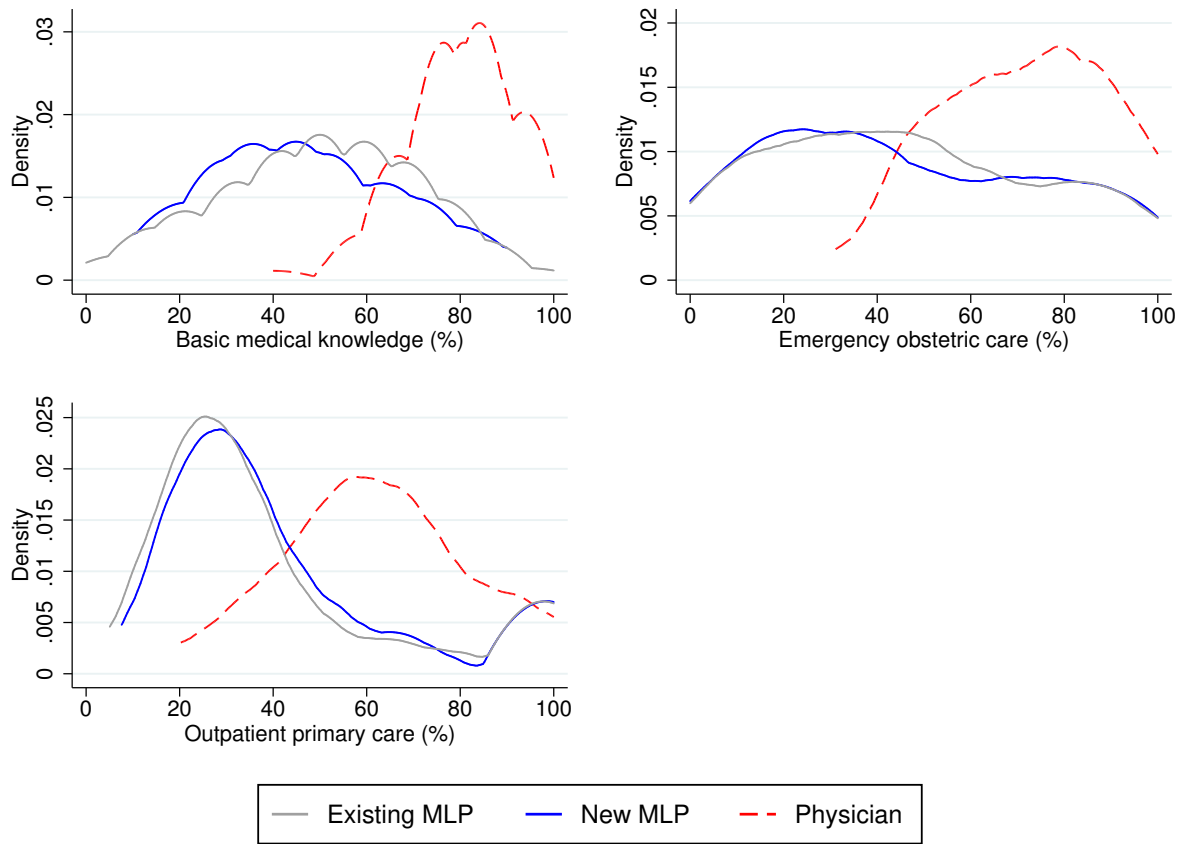 Density
.03
.02
.01
0
0 20 40 60 80 100
Basic medical knowledge (%)
Density
.02
.015
.01
.005
0
0 20 40 60 80 100
Emergency obstetric care (%)
Density
.025
.02
.015
.01
.005
0
0 20 40 60 80 100
Outpatient primary care (%)
Existing MLP New MLP Physician